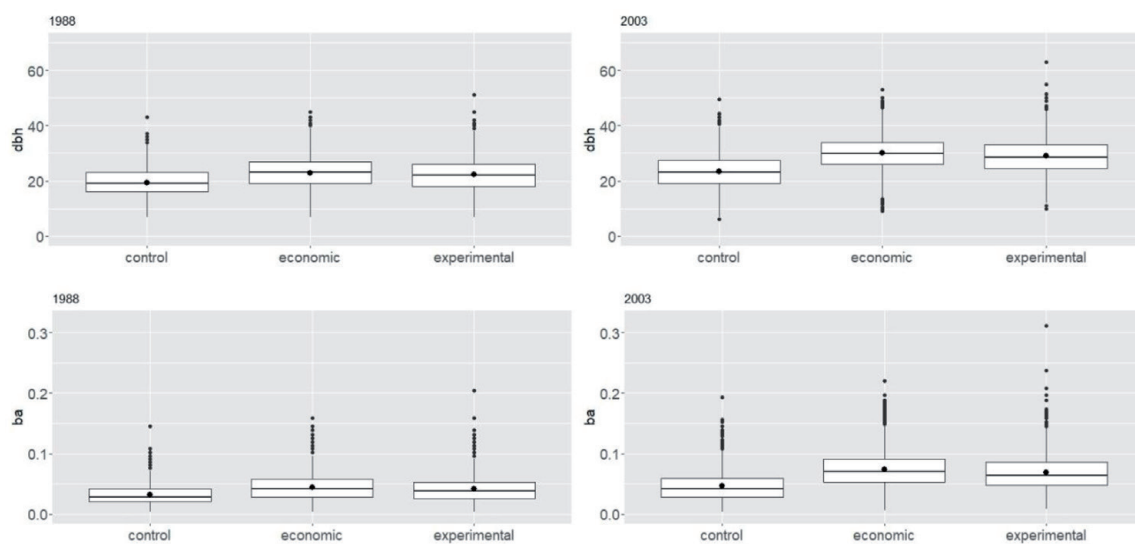 1988
60
40
20
0
dbh
control economic experimental
2003
60
40
20
0
dbh
control economic experimental
1988
0.3
0.2
0.1
0.0
ba
control economic experimental
2003
0.3
0.2
0.1
0.0
ba
control economic experimental